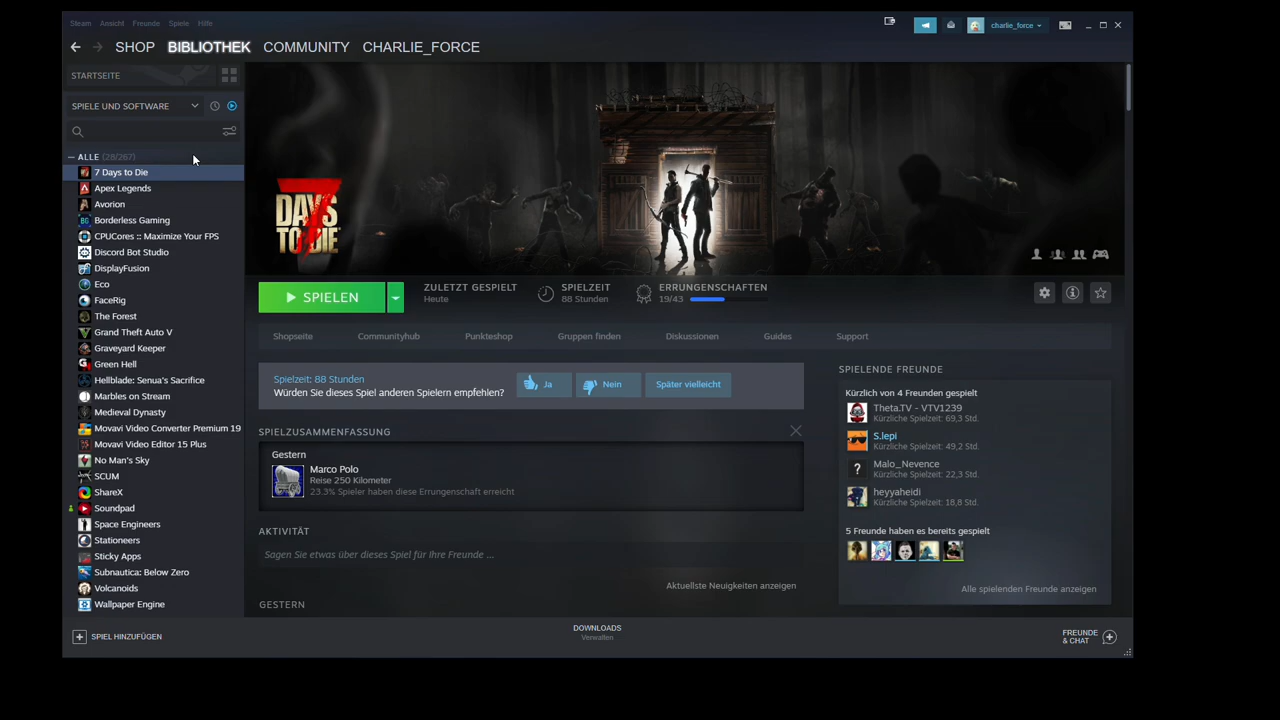 Steam Ansicht Freunde Spiele Hilfe
charlie_force
SHOP BIBLIOTHEK COMMUNITY CHARLIE_FORCE
STARTSEITE
SPIELE UND SOFTWARE
ALLE (28/267)
7 Days to Die
Apex Legends
Avorion
Borderless Gaming
CPUCores :: Maximize Your FPS
Discord Bot Studio
DisplayFusion
Eco
FaceRig
The Forest
Grand Theft Auto V
Graveyard Keeper
Green Hell
Hellblade: Senua's Sacrifice
Marbles on Stream
Medieval Dynasty
Movavi Video Converter Premium 19
Movavi Video Editor 15 Plus
No Man's Sky
SCUM
ShareX
Soundpad
Space Engineers
Stationeers
Sticky Apps
Subnautica: Below Zero
Volcanoids
Wallpaper Engine
SPIEL HINZUFÜGEN
7
DAYS
TO DIE
SPIELEN
ZULETZT GESPIELT
Heute
SPIELZEIT
88 Stunden
ERRUNGENSCHAFTEN
19/43
Shopseite Communityhub Punkteshop Gruppen finden Diskussionen Guides Support
Spielzeit: 88 Stunden
Würden Sie dieses Spiel anderen Spielern empfehlen?
Ja Nein Später vielleicht
SPIELZUSAMMENFASSUNG
Gestern
Marco Polo
Reise 250 Kilometer
23.3% Spieler haben diese Errungenschaft erreicht
AKTIVITÄT
Sagen Sie etwas über dieses Spiel für Ihre Freunde ...
Aktuellste Neuigkeiten anzeigen
GESTERN
SPIELENDE FREUNDE
Kürzlich von 4 Freunden gespielt
Theta.TV - VTV1239
Kürzliche Spielzeit: 69,3 Std.
S.lepi
Kürzliche Spielzeit: 49,2 Std.
?
Malo_Nevence
Kürzliche Spielzeit: 22,3 Std.
heyyaheidi
Kürzliche Spielzeit: 18,8 Std.
5 Freunde haben es bereits gespielt
Alle spielenden Freunde anzeigen
DOWNLOADS
Verwalten
FREUNDE
& CHAT